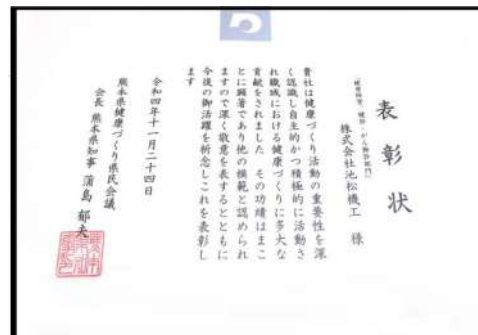 表彰状
「健康経営、健診・がん検診部門」
株式会社池松機工 様
貴社は健康づくり活動の重要性を深
く認識し自主的かつ積極的に活動さ
れ職域における健康づくりに多大な
貢献をされました その功績はまこ
とに顕著であり他の模範と認められ
ますので深く敬意を表するとともに
今後の御活躍を祈念しこれを表彰し
ます
令和四年十一月二十四日
熊本県健康づくり県民会議
会長 熊本県知事 蒲島 郁夫